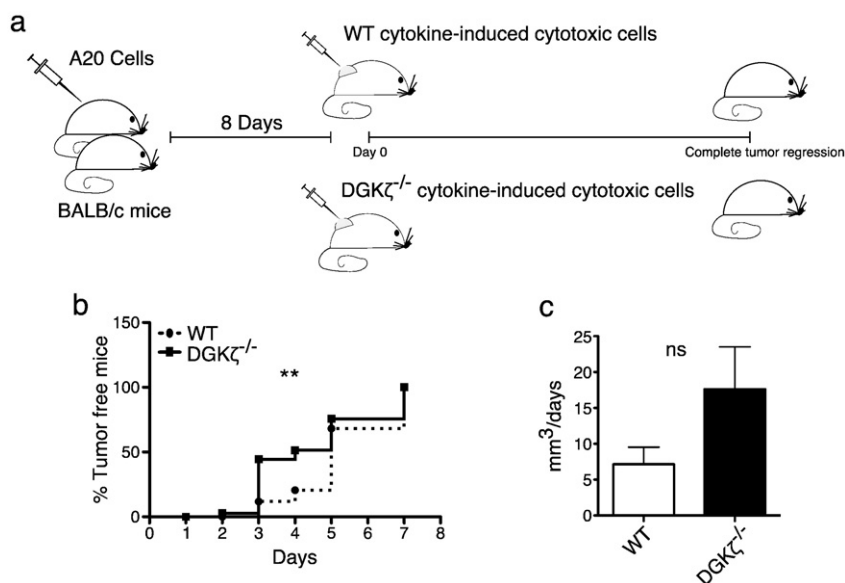 a
A20 Cells
BALB/c mice
8 Days
WT cytokine-induced cytotoxic cells
Day 0
Complete tumor regression
DGKζ⁻/⁻ cytokine-induced cytotoxic cells
b
WT
DGKζ⁻/⁻
**
150
100
50
0
% Tumor free mice
0 1 2 3 4 5 6 7 8
Days
c
ns
25
20
15
10
5
0
mm³/days
WT
DGKζ⁻/⁻